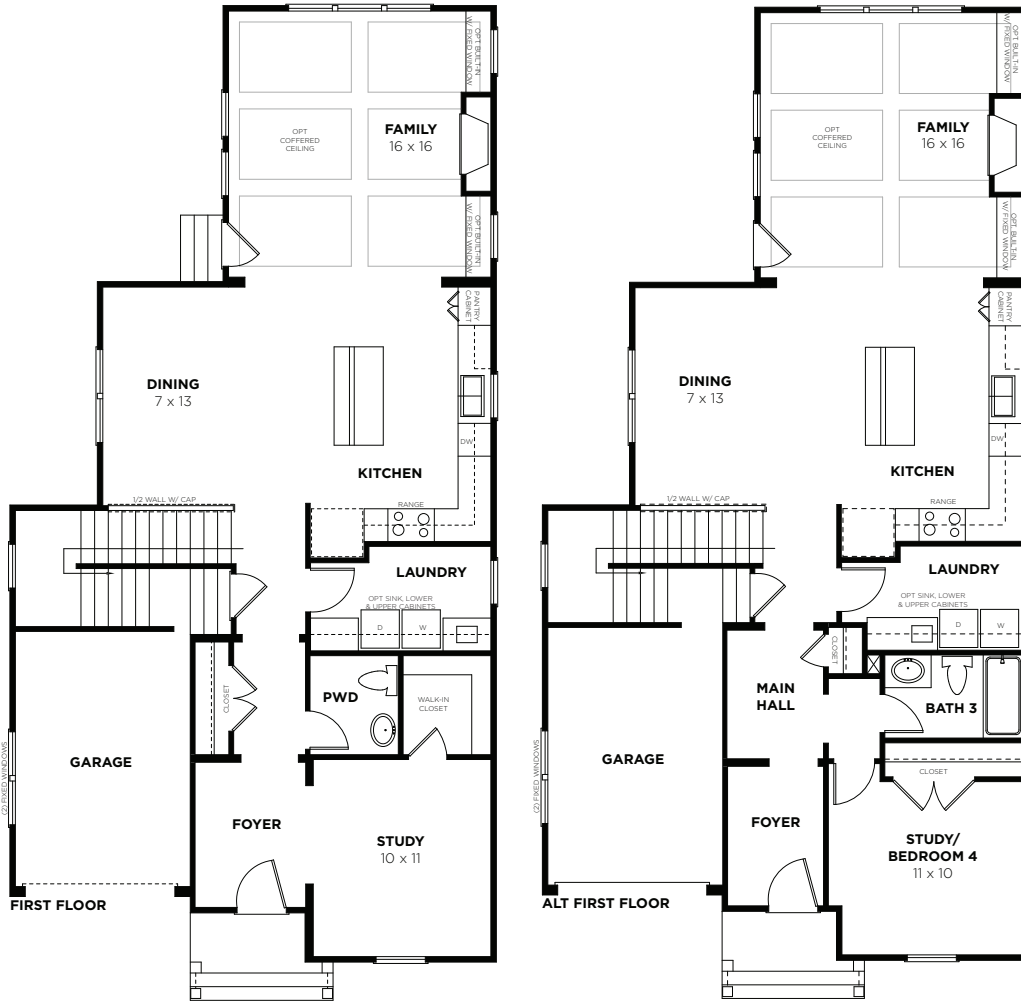 OPT. BUILT-IN
W/ FIXED WINDOW
FAMILY
16 x 16
OPT
COFFERED
CEILING
OPT. BUILT-IN
W/ FIXED WINDOW
PANTRY
CABINET
DINING
7 x 13
DW
KITCHEN
1/2 WALL W/ CAP
RANGE
LAUNDRY
OPT SINK, LOWER
& UPPER CABINETS
D
W
CLOSET
PWD
WALK-IN
CLOSET
(2) FIXED WINDOWS
GARAGE
FOYER
STUDY
10 x 11
FIRST FLOOR
OPT. BUILT-IN
W/ FIXED WINDOW
FAMILY
16 x 16
OPT
COFFERED
CEILING
OPT. BUILT-IN
W/ FIXED WINDOW
PANTRY
CABINET
DINING
7 x 13
DW
KITCHEN
1/2 WALL W/ CAP
RANGE
LAUNDRY
OPT SINK, LOWER
& UPPER CABINETS
D
W
CLOSET
MAIN
HALL
BATH 3
(2) FIXED WINDOWS
GARAGE
CLOSET
FOYER
STUDY/
BEDROOM 4
11 x 10
ALT FIRST FLOOR